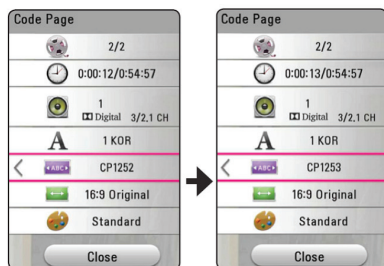 Code Page
2/2
0:00:12/0:54:57
1
Digital 3/2.1 CH
A 1 KOR
ABC CP1252
16:9 Original
Standard
Close
Code Page
2/2
0:00:13/0:54:57
1
Digital 3/2.1 CH
A 1 KOR
ABC CP1253
16:9 Original
Standard
Close